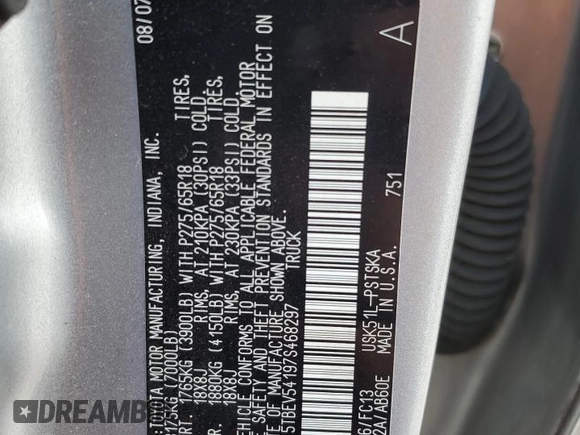 08/07
:TOYOTA MOTOR MANUFACTURING, INDIANA, INC.
3175KG (7000LB)
1765KG (3900LB) WITH P275/65R18 TIRES,
18X8J RIMS, AT 210KPA (30PSI) COLD
1880KG (4150LB) WITH P275/65R18 TIRES,
18X8J RIMS, AT 230KPA (33PSI) COLD.
VEHICLE CONFORMS TO ALL APPLICABLE FEDERAL MOTOR
SAFETY AND THEFT PREVENTION STANDARDS IN EFFECT ON
MANUFACTURE SHOWN ABOVE.
5TBEV54197S468297 TRUCK
6/FC13 USK51L-PSTSKA
2A/AB60E MADE IN U.S.A.
751
A
AUTOHELPERBOT.COM